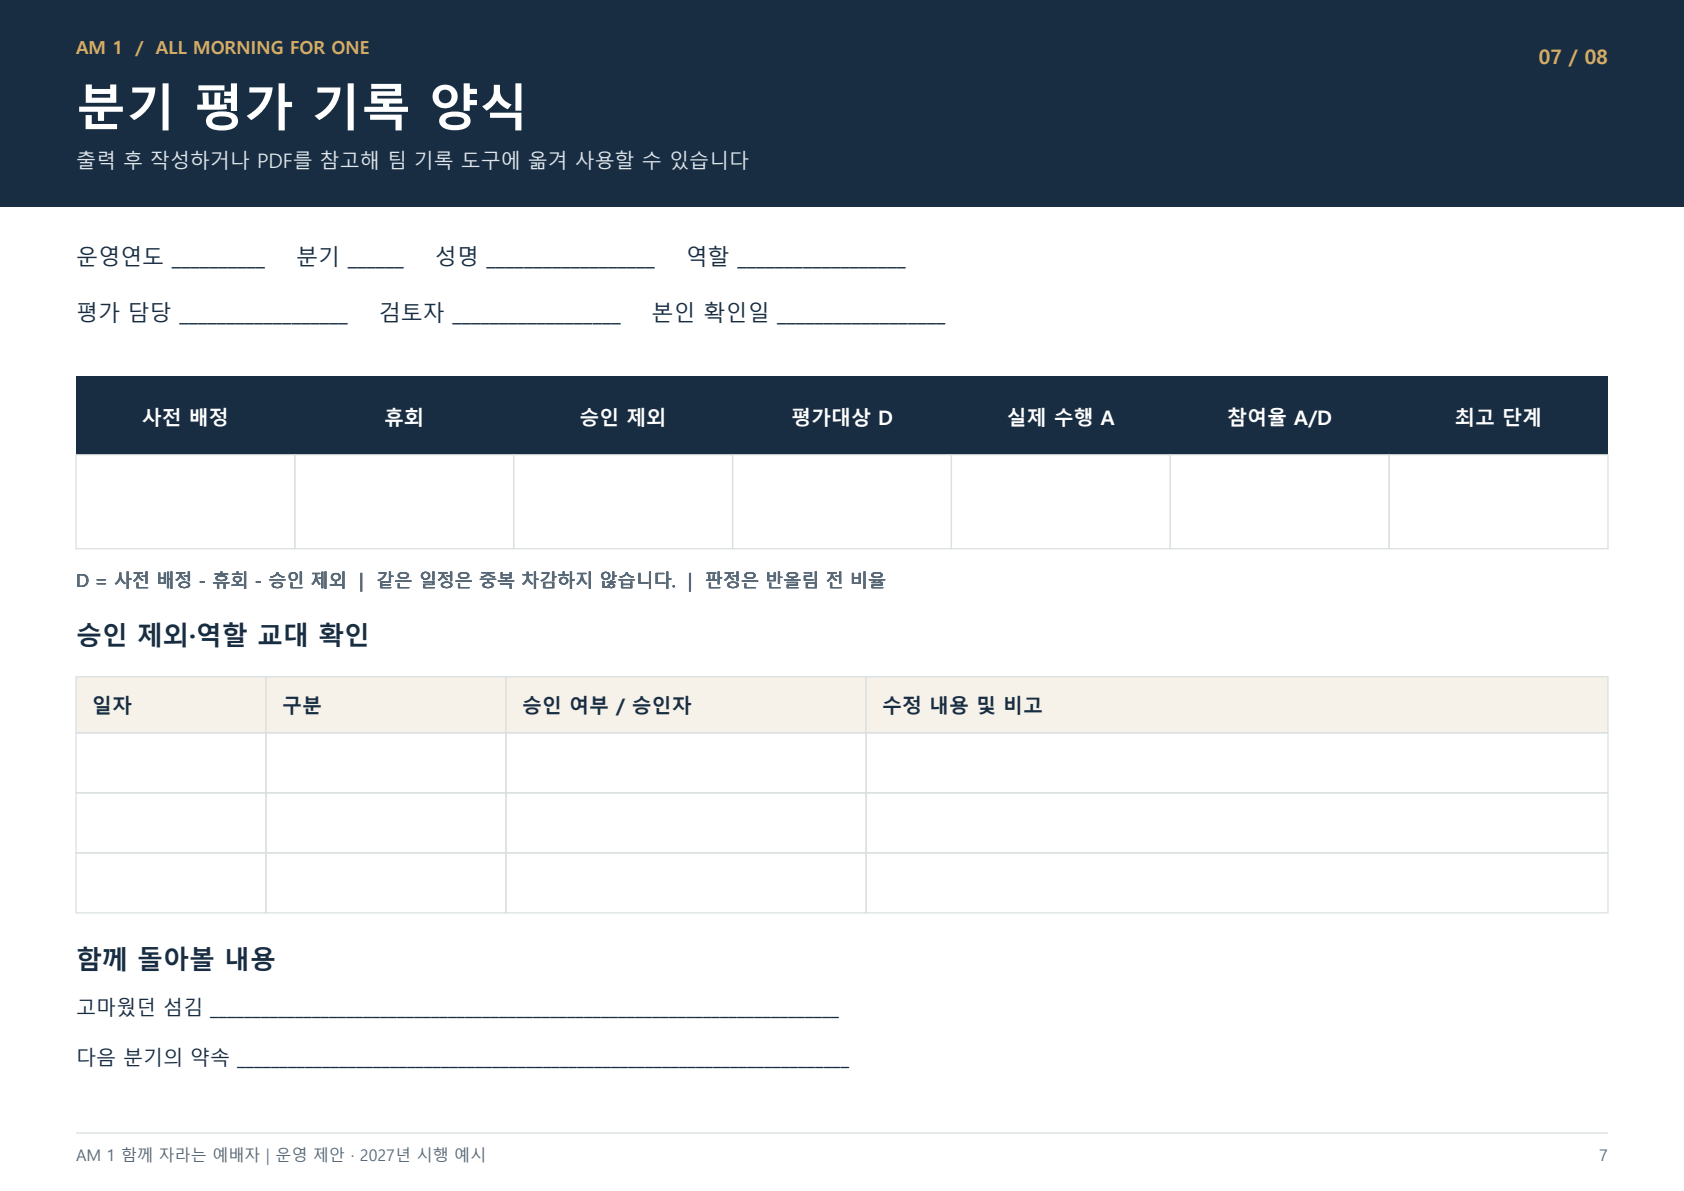 AM 1 / ALL MORNING FOR ONE
07 / 08
분기 평가 기록 양식
출력 후 작성하거나 PDF를 참고해 팀 기록 도구에 옮겨 사용할 수 있습니다
운영연도 __________ 분기 ______ 성명 __________________ 역할 __________________
평가 담당 __________________ 검토자 __________________ 본인 확인일 __________________
사전 배정 휴회 승인 제외 평가대상 D 실제 수행 A 참여율 A/D 최고 단계
D = 사전 배정 - 휴회 - 승인 제외 | 같은 일정은 중복 차감하지 않습니다. | 판정은 반올림 전 비율
승인 제외·역할 교대 확인
일자 구분 승인 여부 / 승인자 수정 내용 및 비고
함께 돌아볼 내용
고마웠던 섬김 ______________________________________________________________________
다음 분기의 약속 ____________________________________________________________________
AM 1 함께 자라는 예배자 | 운영 제안 · 2027년 시행 예시
7